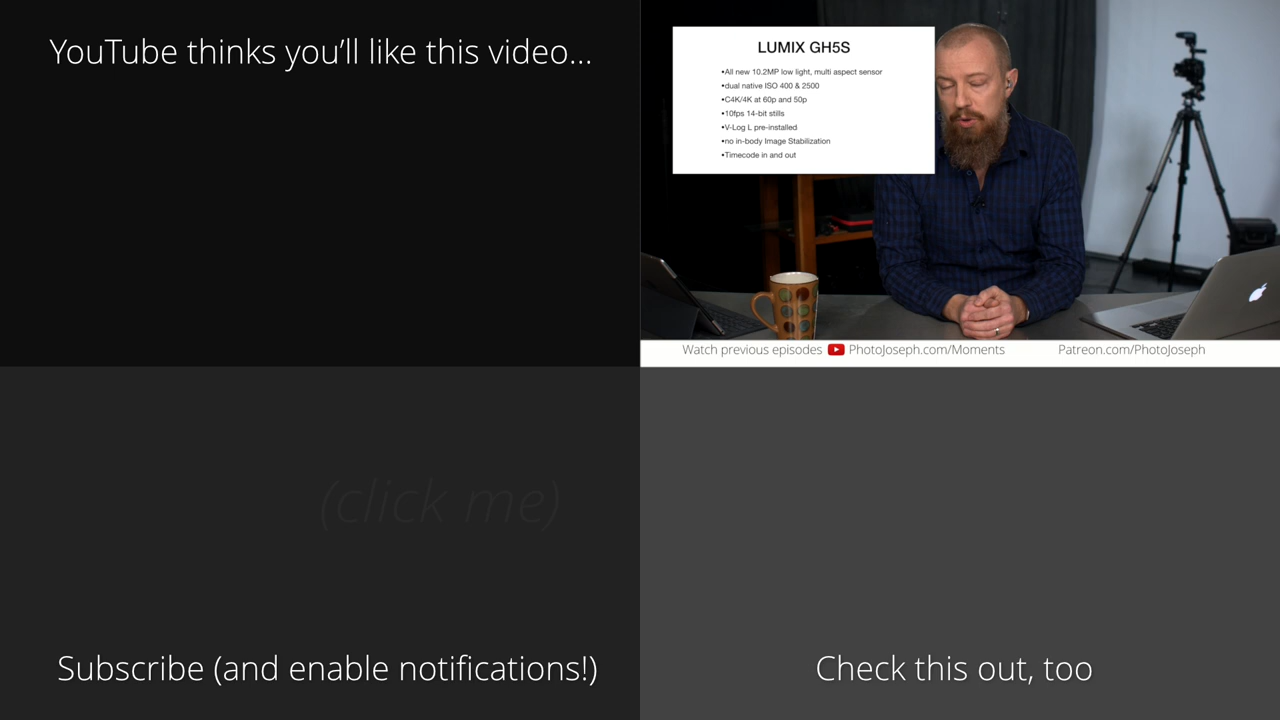 YouTube thinks you’ll like this video...
LUMIX GH5S
•All new 10.2MP low light, multi aspect sensor
•dual native ISO 400 & 2500
•C4K/4K at 60p and 50p
•10fps 14-bit stills
•V-Log L pre-installed
•no in-body Image Stabilization
•Timecode in and out
Watch previous episodes PhotoJoseph.com/Moments Patreon.com/PhotoJoseph
(click me)
Subscribe (and enable notifications!)
Check this out, too